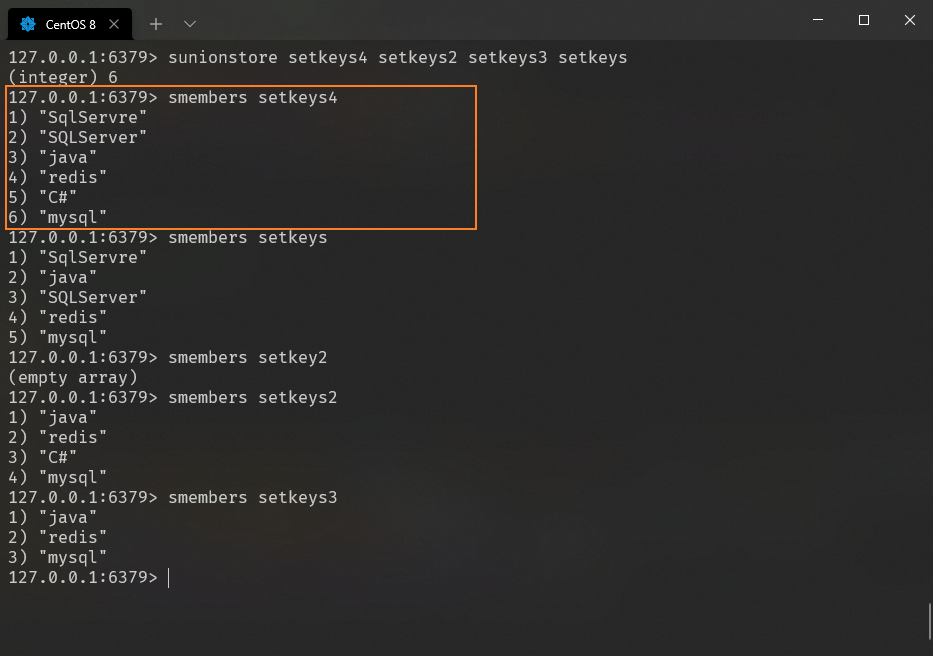 CentOS 8
127.0.0.1:6379> sunionstore setkeys4 setkeys2 setkeys3 setkeys
(integer) 6
127.0.0.1:6379> smembers setkeys4
1) "SqlServre"
2) "SQLServer"
3) "java"
4) "redis"
5) "C#"
6) "mysql"
127.0.0.1:6379> smembers setkeys
1) "SqlServre"
2) "java"
3) "SQLServer"
4) "redis"
5) "mysql"
127.0.0.1:6379> smembers setkey2
(empty array)
127.0.0.1:6379> smembers setkeys2
1) "java"
2) "redis"
3) "C#"
4) "mysql"
127.0.0.1:6379> smembers setkeys3
1) "java"
2) "redis"
3) "mysql"
127.0.0.1:6379>